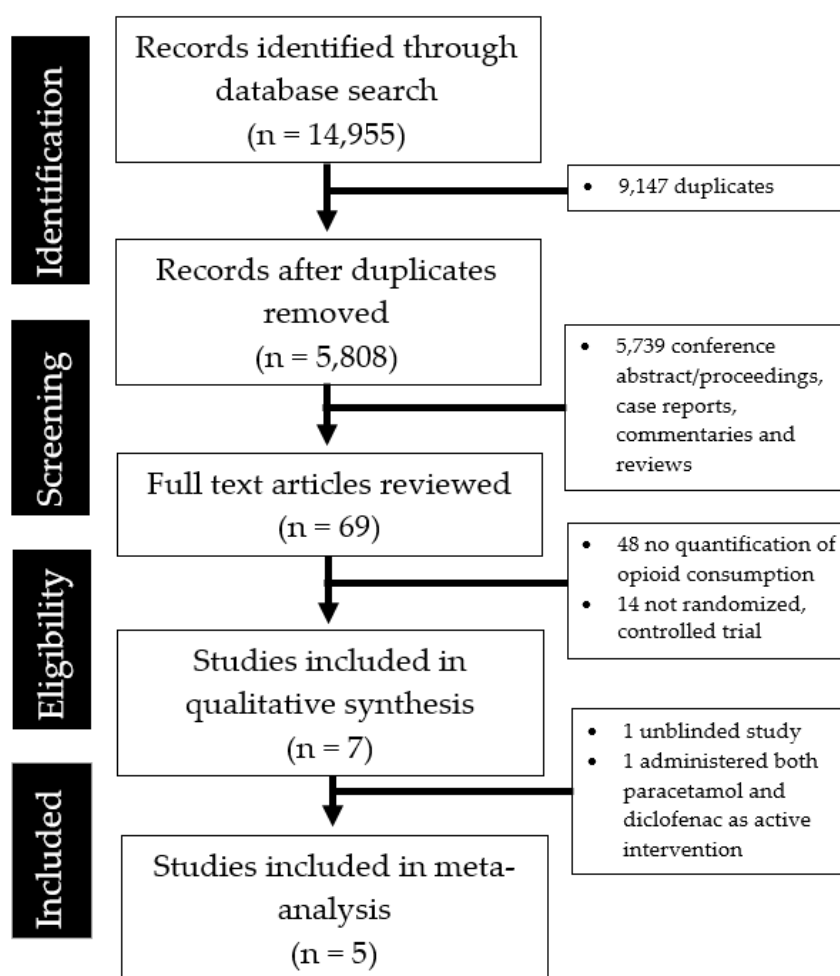 Identification
Records identified through
database search
(n = 14,955)
• 9,147 duplicates
Records after duplicates
removed
(n = 5,808)
Screening
• 5,739 conference
abstract/proceedings,
case reports,
commentaries and
reviews
Full text articles reviewed
(n = 69)
Eligibility
• 48 no quantification of
opioid consumption
• 14 not randomized,
controlled trial
Studies included in
qualitative synthesis
(n = 7)
Included
• 1 unblinded study
• 1 administered both
paracetamol and
diclofenac as active
intervention
Studies included in meta-
analysis
(n = 5)